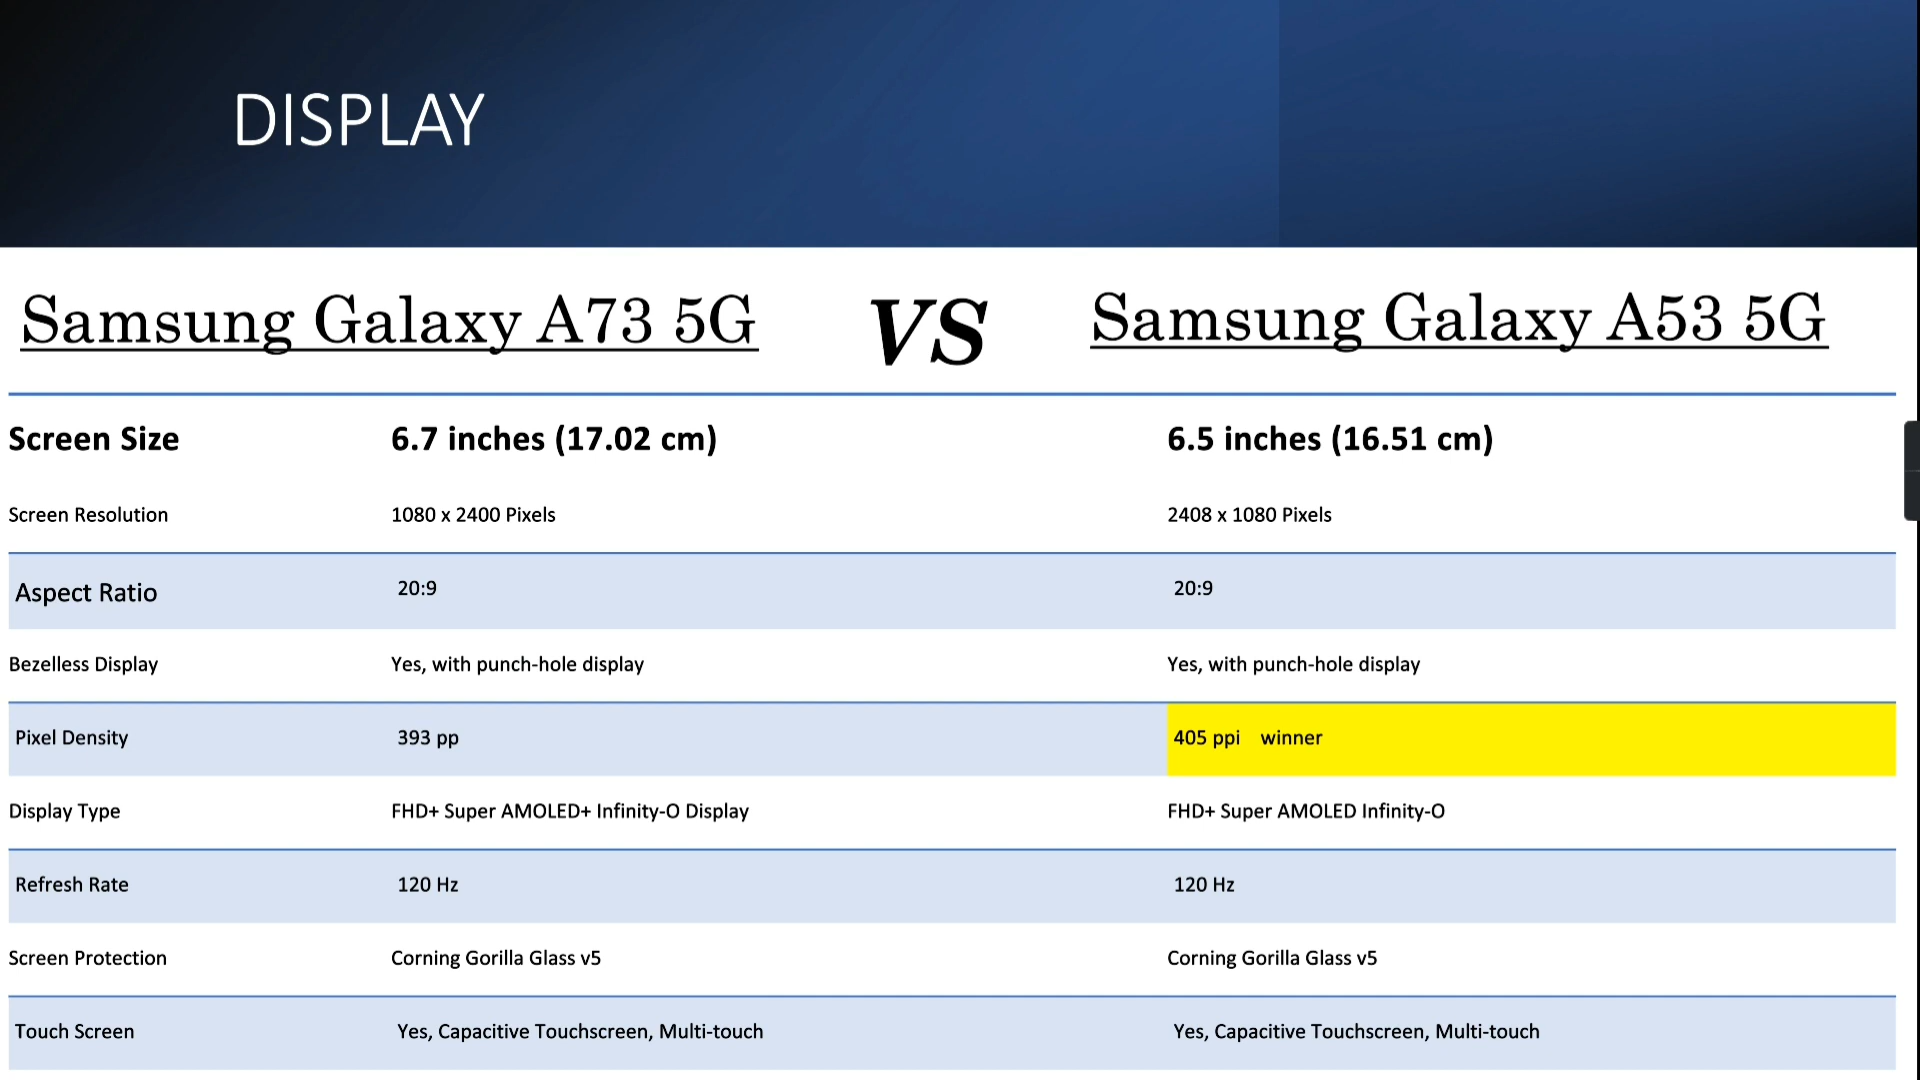 DISPLAY
Samsung Galaxy A73 5G VS Samsung Galaxy A53 5G
Screen Size 6.7 inches (17.02 cm) 6.5 inches (16.51 cm)
Screen Resolution 1080 x 2400 Pixels 2408 x 1080 Pixels
Aspect Ratio 20:9 20:9
Bezelless Display Yes, with punch-hole display Yes, with punch-hole display
Pixel Density 393 pp 405 ppi winner
Display Type FHD+ Super AMOLED+ Infinity-O Display FHD+ Super AMOLED Infinity-O
Refresh Rate 120 Hz 120 Hz
Screen Protection Corning Gorilla Glass v5 Corning Gorilla Glass v5
Touch Screen Yes, Capacitive Touchscreen, Multi-touch Yes, Capacitive Touchscreen, Multi-touch